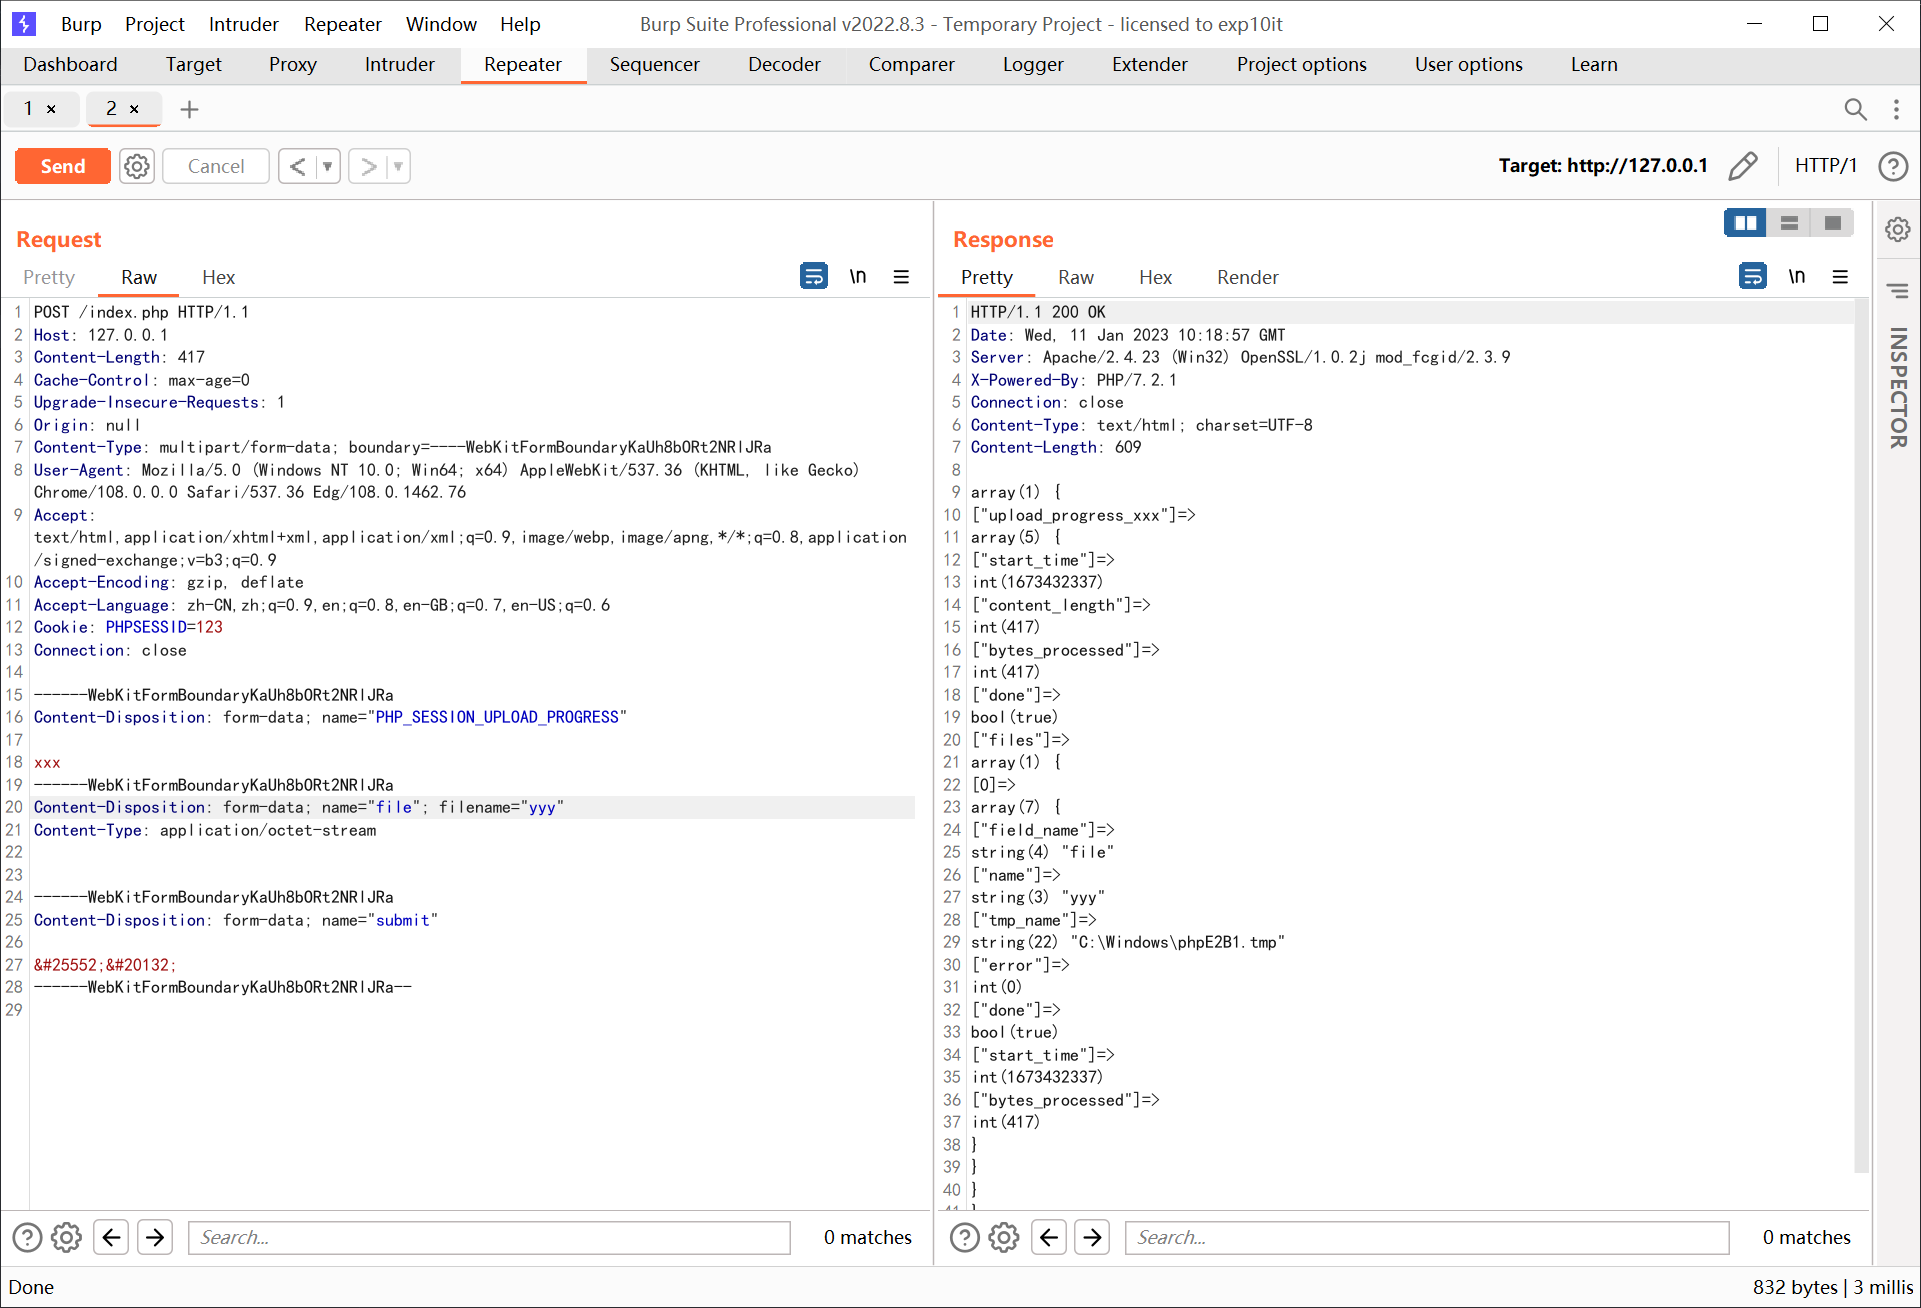 Burp Project Intruder Repeater Window Help Burp Suite Professional v2022.8.3 - Temporary Project - licensed to exp10it
Dashboard Target Proxy Intruder Repeater Sequencer Decoder Comparer Logger Extender Project options User options Learn
1 × 2 × +
Send Cancel < > Target: http://127.0.0.1 HTTP/1 ?
Request
Pretty Raw Hex \n
1 POST /index.php HTTP/1.1
2 Host: 127.0.0.1
3 Content-Length: 417
4 Cache-Control: max-age=0
5 Upgrade-Insecure-Requests: 1
6 Origin: null
7 Content-Type: multipart/form-data; boundary=----WebKitFormBoundaryKaUh8bORt2NRlJRa
8 User-Agent: Mozilla/5.0 (Windows NT 10.0; Win64; x64) AppleWebKit/537.36 (KHTML, like Gecko)
Chrome/108.0.0.0 Safari/537.36 Edg/108.0.1462.76
9 Accept:
text/html,application/xhtml+xml,application/xml;q=0.9,image/webp,image/apng,*/*;q=0.8,application
/signed-exchange;v=b3;q=0.9
10 Accept-Encoding: gzip, deflate
11 Accept-Language: zh-CN,zh;q=0.9,en;q=0.8,en-GB;q=0.7,en-US;q=0.6
12 Cookie: PHPSESSID=123
13 Connection: close
14
15 ------WebKitFormBoundaryKaUh8bORt2NRlJRa
16 Content-Disposition: form-data; name="PHP_SESSION_UPLOAD_PROGRESS"
17
18 xxx
19 ------WebKitFormBoundaryKaUh8bORt2NRlJRa
20 Content-Disposition: form-data; name="file"; filename="yyy"
21 Content-Type: application/octet-stream
22
23
24 ------WebKitFormBoundaryKaUh8bORt2NRlJRa
25 Content-Disposition: form-data; name="submit"
26
27 &#25552;&#20132;
28 ------WebKitFormBoundaryKaUh8bORt2NRlJRa--
29
? Search... 0 matches
Response
Pretty Raw Hex Render \n
1 HTTP/1.1 200 OK
2 Date: Wed, 11 Jan 2023 10:18:57 GMT
3 Server: Apache/2.4.23 (Win32) OpenSSL/1.0.2j mod_fcgid/2.3.9
4 X-Powered-By: PHP/7.2.1
5 Connection: close
6 Content-Type: text/html; charset=UTF-8
7 Content-Length: 609
8
9 array(1) {
10 ["upload_progress_xxx"]=>
11 array(5) {
12 ["start_time"]=>
13 int(1673432337)
14 ["content_length"]=>
15 int(417)
16 ["bytes_processed"]=>
17 int(417)
18 ["done"]=>
19 bool(true)
20 ["files"]=>
21 array(1) {
22 [0]=>
23 array(7) {
24 ["field_name"]=>
25 string(4) "file"
26 ["name"]=>
27 string(3) "yyy"
28 ["tmp_name"]=>
29 string(22) "C:\Windows\phpE2B1.tmp"
30 ["error"]=>
31 int(0)
32 ["done"]=>
33 bool(true)
34 ["start_time"]=>
35 int(1673432337)
36 ["bytes_processed"]=>
37 int(417)
38 }
39 }
40 }
41 }
? Search... 0 matches
INSPECTOR
Done 832 bytes | 3 millis